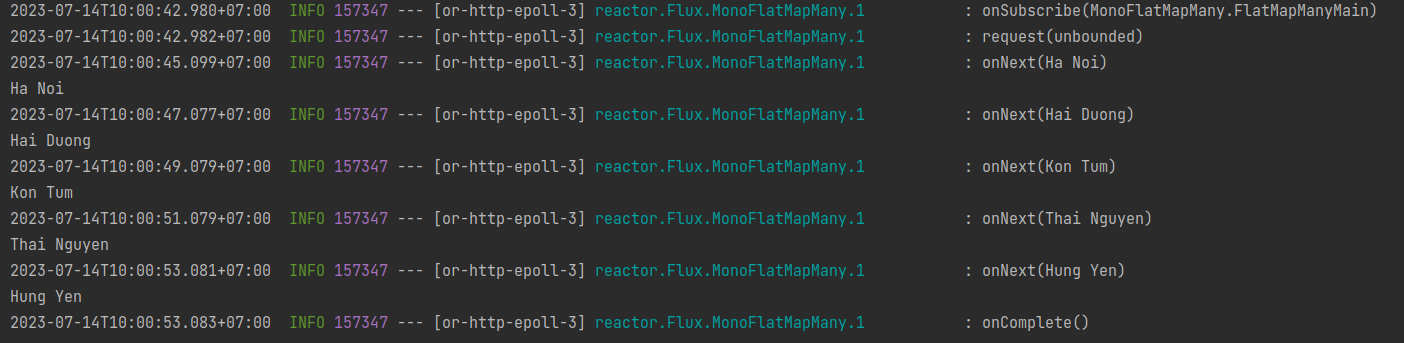 2023-07-14T10:00:42.980+07:00  INFO 157347 --- [or-http-epoll-3] reactor.Flux.MonoFlatMapMany.1           : onSubscribe(MonoFlatMapMany.FlatMapManyMain)
2023-07-14T10:00:42.982+07:00  INFO 157347 --- [or-http-epoll-3] reactor.Flux.MonoFlatMapMany.1           : request(unbounded)
2023-07-14T10:00:45.099+07:00  INFO 157347 --- [or-http-epoll-3] reactor.Flux.MonoFlatMapMany.1           : onNext(Ha Noi)
Ha Noi
2023-07-14T10:00:47.077+07:00  INFO 157347 --- [or-http-epoll-3] reactor.Flux.MonoFlatMapMany.1           : onNext(Hai Duong)
Hai Duong
2023-07-14T10:00:49.079+07:00  INFO 157347 --- [or-http-epoll-3] reactor.Flux.MonoFlatMapMany.1           : onNext(Kon Tum)
Kon Tum
2023-07-14T10:00:51.079+07:00  INFO 157347 --- [or-http-epoll-3] reactor.Flux.MonoFlatMapMany.1           : onNext(Thai Nguyen)
Thai Nguyen
2023-07-14T10:00:53.081+07:00  INFO 157347 --- [or-http-epoll-3] reactor.Flux.MonoFlatMapMany.1           : onNext(Hung Yen)
Hung Yen
2023-07-14T10:00:53.083+07:00  INFO 157347 --- [or-http-epoll-3] reactor.Flux.MonoFlatMapMany.1           : onComplete()